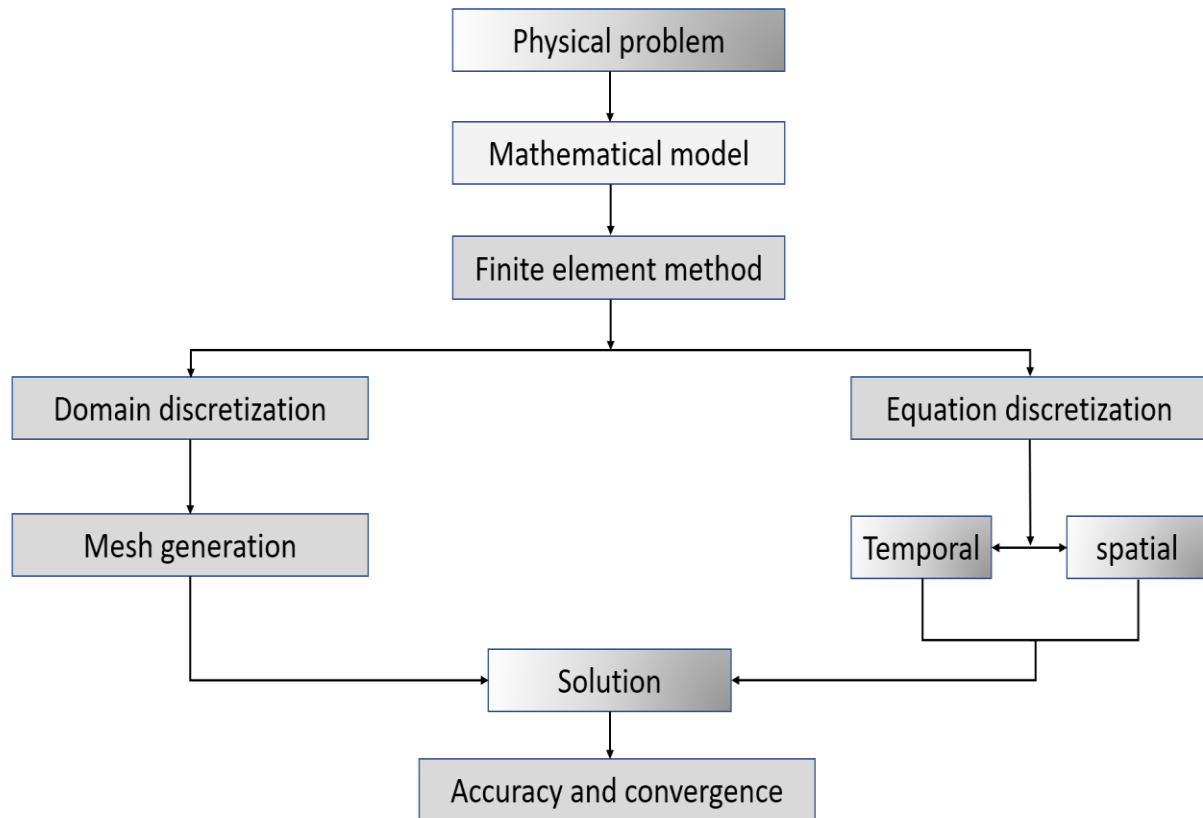 Physical problem
Mathematical model
Finite element method
Domain discretization
Equation discretization
Mesh generation
Temporal
spatial
Solution
Accuracy and convergence